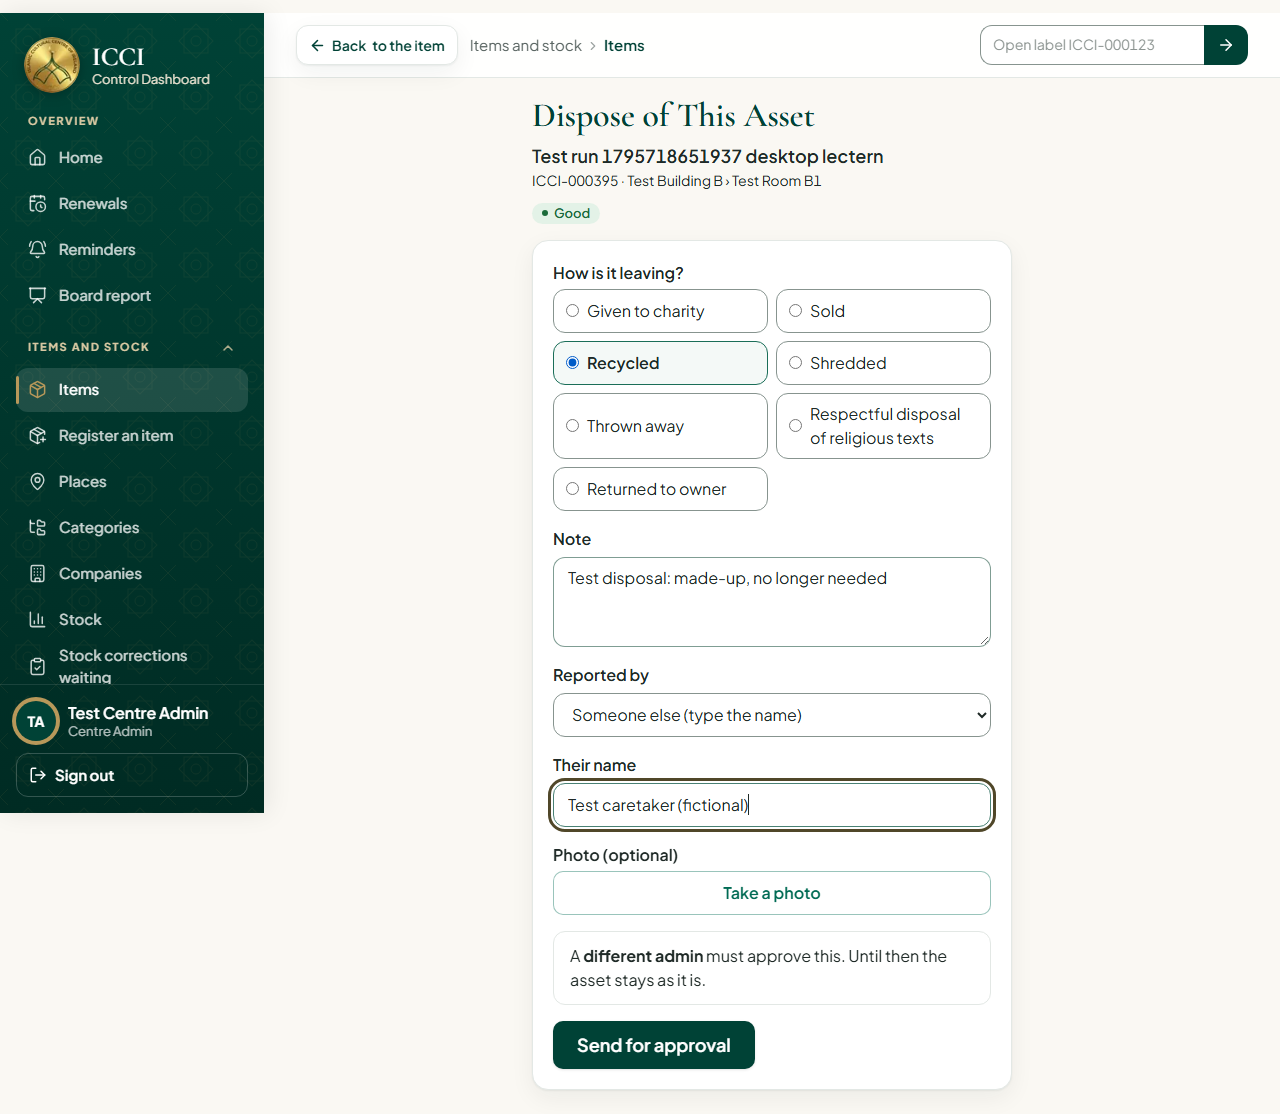 ICCI
Control Dashboard
OVERVIEW
Home
Renewals
Reminders
Board report
ITEMS AND STOCK
Items
Register an item
Places
Categories
Companies
Stock
Stock corrections
waiting
TA
Test Centre Admin
Centre Admin
Sign out
Back to the item
Items and stock › Items
Open label ICCI-000123
Dispose of This Asset
Test run 1795718651937 desktop lectern
ICCI-000395 · Test Building B › Test Room B1
Good
How is it leaving?
Given to charity
Sold
Recycled
Shredded
Thrown away
Respectful disposal
of religious texts
Returned to owner
Note
Test disposal: made-up, no longer needed
Reported by
Someone else (type the name)
Their name
Test caretaker (fictional)
Photo (optional)
Take a photo
A different admin must approve this. Until then the
asset stays as it is.
Send for approval